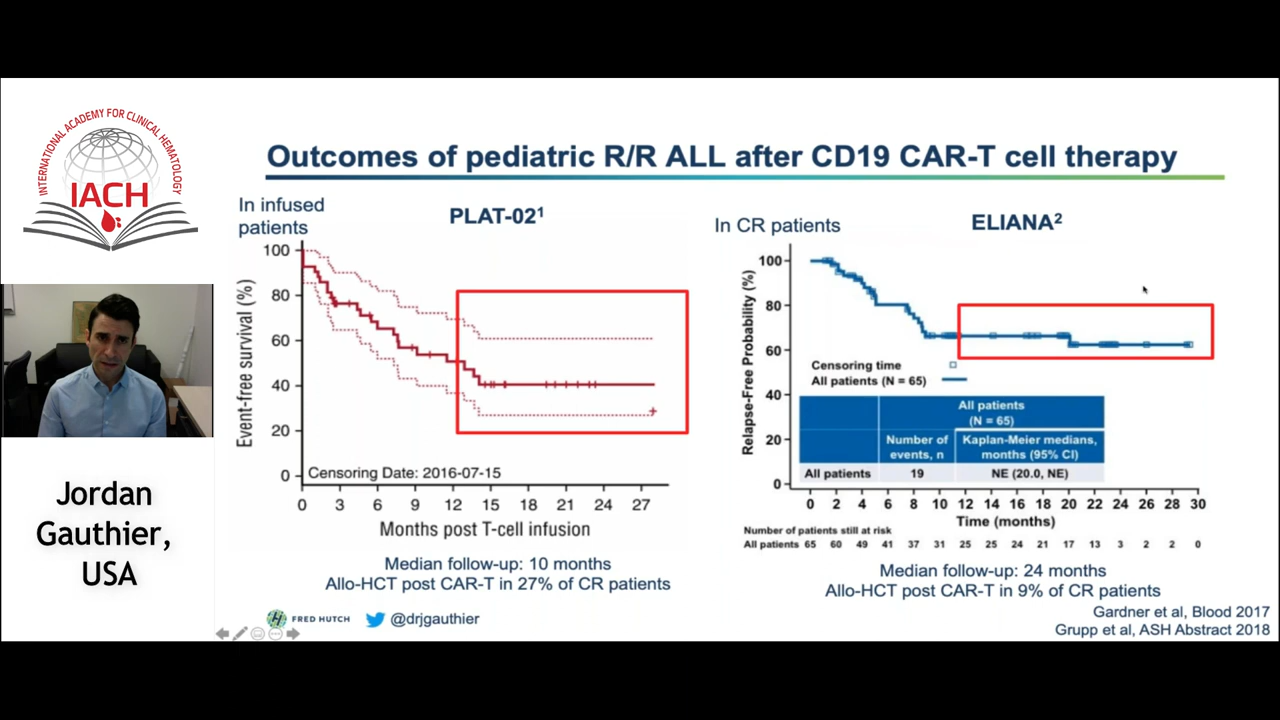 INTERNATIONAL ACADEMY FOR CLINICAL HEMATOLOGY
IACH
Jordan
Gauthier,
USA
Outcomes of pediatric R/R ALL after CD19 CAR-T cell therapy
In infused
patients
PLAT-02¹
Event-free survival (%)
100
80
60
40
20
0
Censoring Date: 2016-07-15
0 3 6 9 12 15 18 21 24 27
Months post T-cell infusion
Median follow-up: 10 months
Allo-HCT post CAR-T in 27% of CR patients
In CR patients
ELIANA²
Relapse-Free Probability (%)
100
80
60
40
20
0
Censoring time
All patients (N = 65)
All patients
(N = 65)
Number of
events, n
Kaplan-Meier medians,
months (95% CI)
All patients 19 NE (20.0, NE)
0 2 4 6 8 10 12 14 16 18 20 22 24 26 28 30
Time (months)
Number of patients still at risk
All patients 65 60 49 41 37 31 25 25 24 21 17 13 3 2 2 0
Median follow-up: 24 months
Allo-HCT post CAR-T in 9% of CR patients
Gardner et al, Blood 2017
Grupp et al, ASH Abstract 2018
FRED HUTCH
@drjgauthier